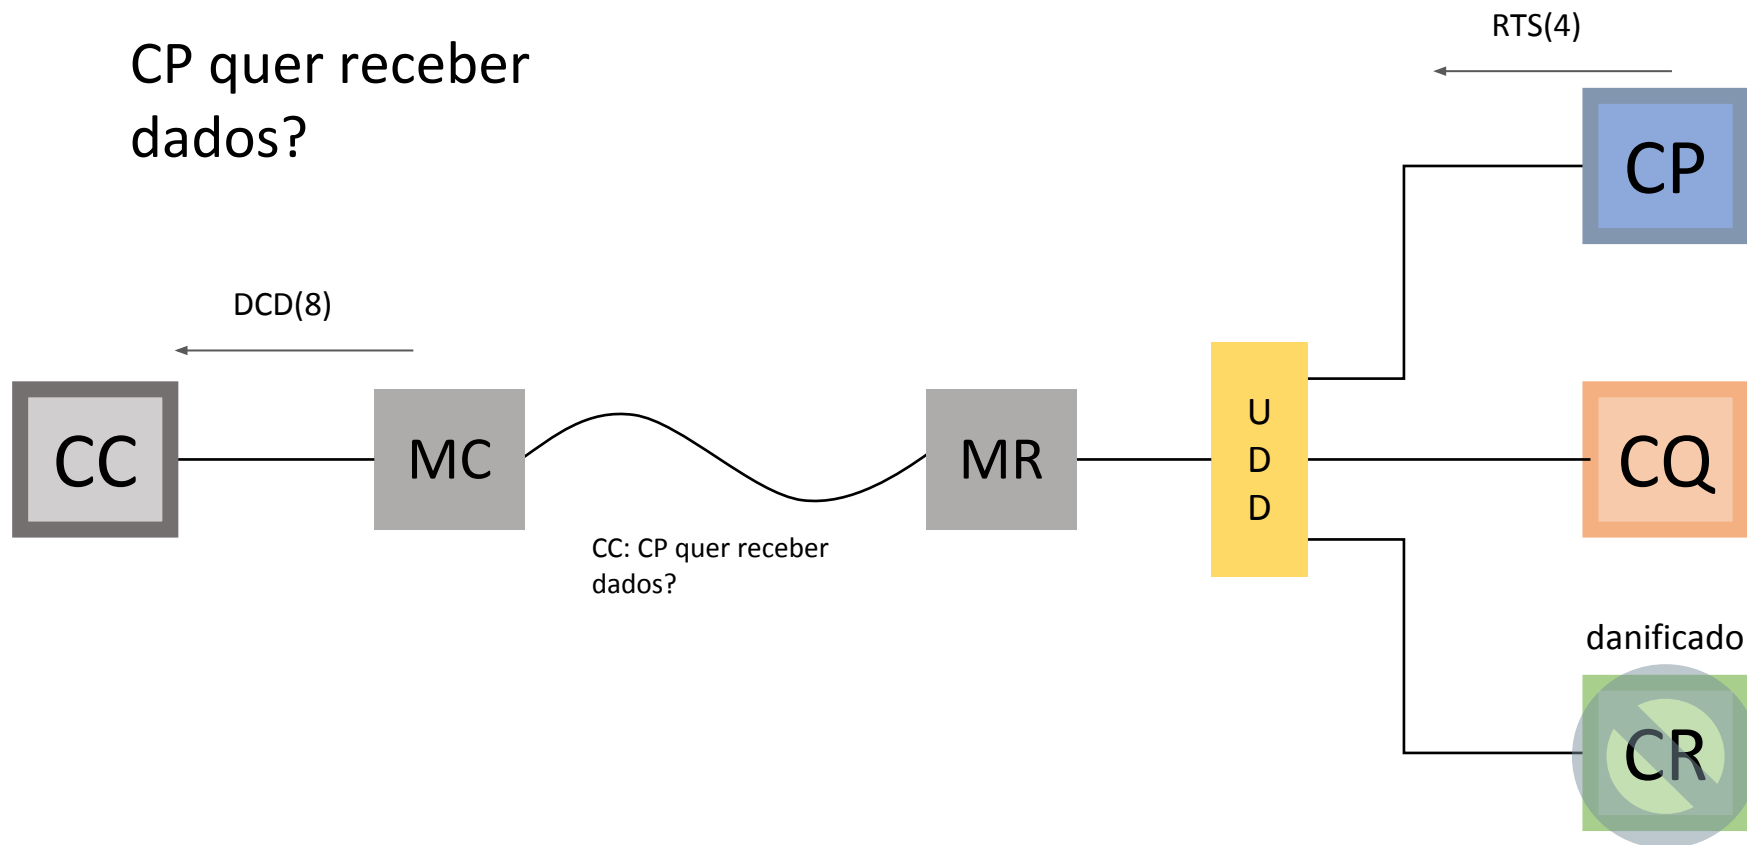 CP quer receber
dados?
RTS(4)
CP
DCD(8)
CC
MC
MR
U
D
D
CQ
CC: CP quer receber
dados?
danificado
CR